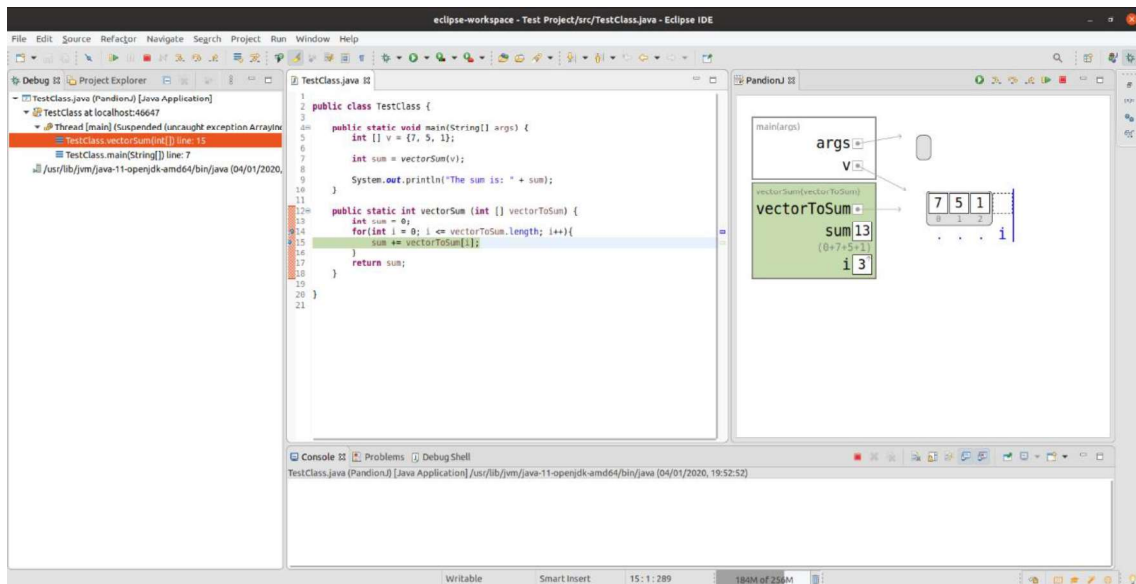 eclipse-workspace - Test Project/src/TestClass.java - Eclipse IDE
File Edit Source Refactor Navigate Search Project Run Window Help
Debug Project Explorer
TestClass.java (PandionJ) [Java Application]
TestClass at localhost:46647
Thread [main] (Suspended (uncaught exception ArrayInd
TestClass.vectorSum(int[]) line: 15
TestClass.main(String[]) line: 7
/usr/lib/jvm/java-11-openjdk-amd64/bin/java (04/01/2020,
TestClass.java
1
2 public class TestClass {
3
4 public static void main(String[] args) {
5 int [] v = {7, 5, 1};
6
7 int sum = vectorSum(v);
8
9 System.out.println("The sum is: " + sum);
10 }
11
12 public static int vectorSum (int [] vectorToSum) {
13 int sum = 0;
14 for(int i = 0; i <= vectorToSum.length; i++){
15 sum += vectorToSum[i];
16 }
17 return sum;
18 }
19
20 }
21
PandionJ
main(args)
args
v
vectorSum(vectorToSum)
vectorToSum
sum 13
(0+7+5+1)
i 3
7 5 1
0 1 2
. . . i
Console Problems Debug Shell
TestClass.java (PandionJ) [Java Application] /usr/lib/jvm/java-11-openjdk-amd64/bin/java (04/01/2020, 19:52:52)
Writable Smart Insert 15:1:289 184M of 256M